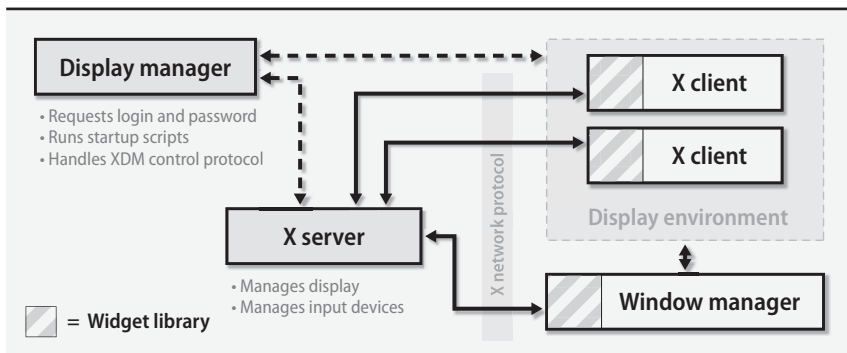 Display manager
• Requests login and password
• Runs startup scripts
• Handles XDM control protocol
X client
X client
Display environment
X network protocol
X server
• Manages display
• Manages input devices
Window manager
= Widget library